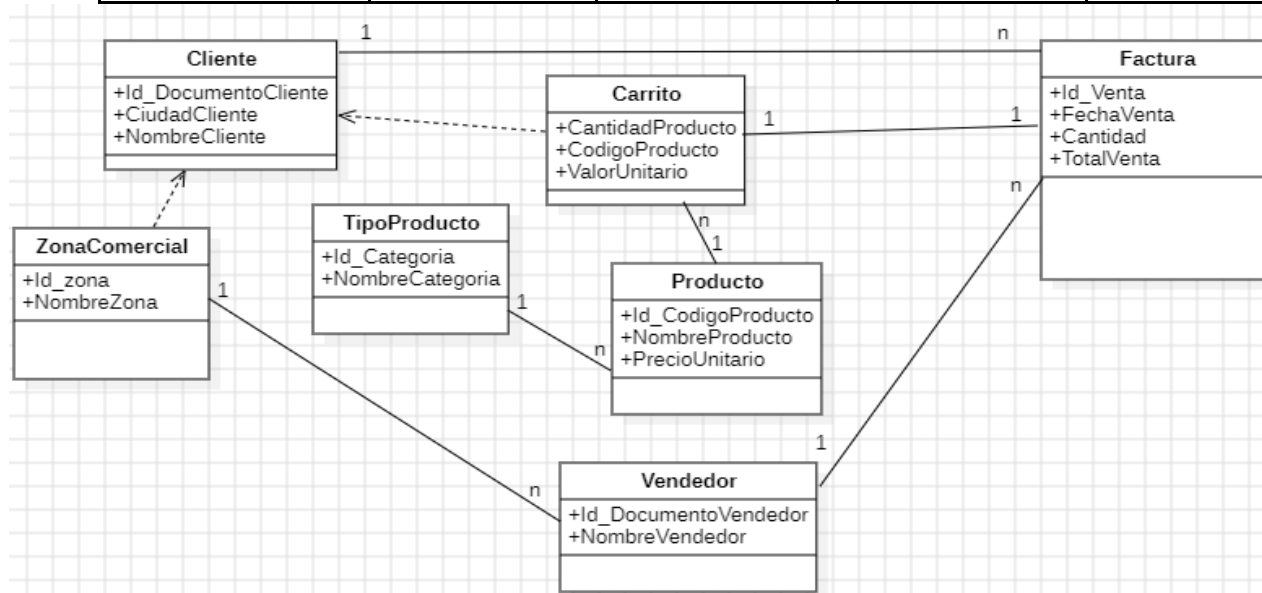 1
n
Cliente
+Id_DocumentoCliente
+CiudadCliente
+NombreCliente
Carrito
+CantidadProducto
+CodigoProducto
+ValorUnitario
1
1
Factura
+Id_Venta
+FechaVenta
+Cantidad
+TotalVenta
n
n
1
TipoProducto
+Id_Categoria
+NombreCategoria
1
n
ZonaComercial
+Id_zona
+NombreZona
1
Producto
+Id_CodigoProducto
+NombreProducto
+PrecioUnitario
1
n
Vendedor
+Id_DocumentoVendedor
+NombreVendedor